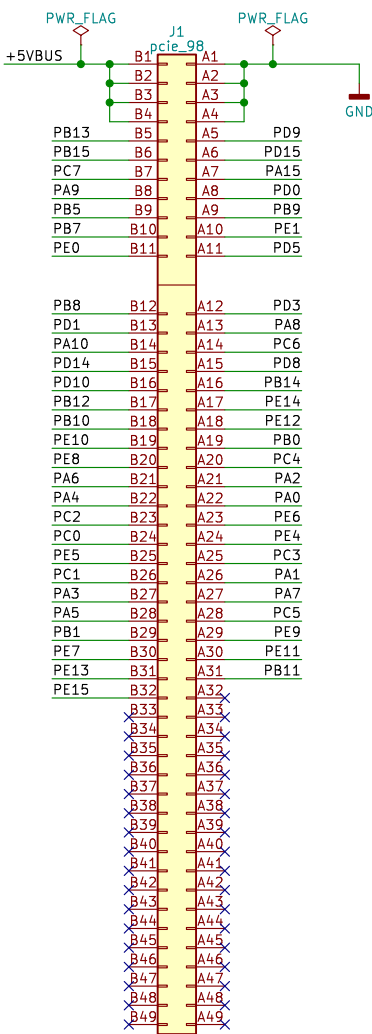 PWR_FLAG PWR_FLAG
J1
pcie_98
+5VBUS B1 A1
B2 A2
B3 A3
B4 A4
GND
PB13 B5 A5 PD9
PB15 B6 A6 PD15
PC7 B7 A7 PA15
PA9 B8 A8 PD0
PB5 B9 A9 PB9
PB7 B10 A10 PE1
PE0 B11 A11 PD5
PB8 B12 A12 PD3
PD1 B13 A13 PA8
PA10 B14 A14 PC6
PD14 B15 A15 PD8
PD10 B16 A16 PB14
PB12 B17 A17 PE14
PB10 B18 A18 PE12
PE10 B19 A19 PB0
PE8 B20 A20 PC4
PA6 B21 A21 PA2
PA4 B22 A22 PA0
PC2 B23 A23 PE6
PC0 B24 A24 PE4
PE5 B25 A25 PC3
PC1 B26 A26 PA1
PA3 B27 A27 PA7
PA5 B28 A28 PC5
PB1 B29 A29 PE9
PE7 B30 A30 PE11
PE13 B31 A31 PB11
PE15 B32 A32
B33 A33
B34 A34
B35 A35
B36 A36
B37 A37
B38 A38
B39 A39
B40 A40
B41 A41
B42 A42
B43 A43
B44 A44
B45 A45
B46 A46
B47 A47
B48 A48
B49 A49